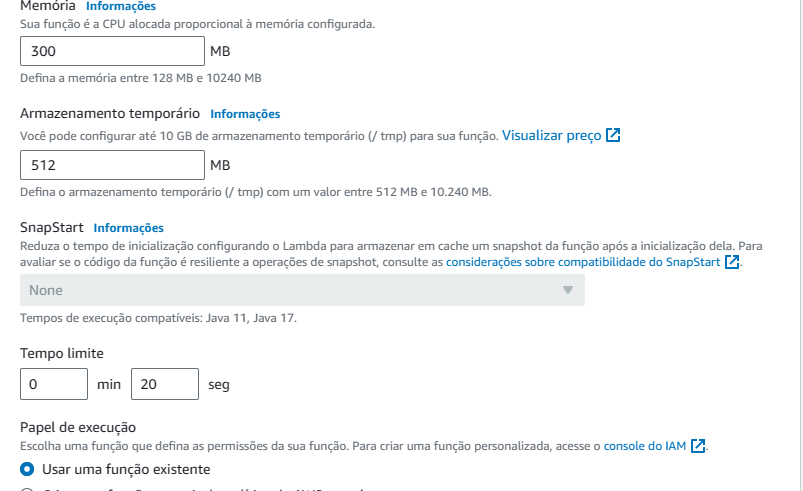 Memória Informações
Sua função é a CPU alocada proporcional à memória configurada.
300 MB
Defina a memória entre 128 MB e 10240 MB
Armazenamento temporário Informações
Você pode configurar até 10 GB de armazenamento temporário (/ tmp) para sua função. Visualizar preço
512 MB
Defina o armazenamento temporário (/ tmp) com um valor entre 512 MB e 10.240 MB.
SnapStart Informações
Reduza o tempo de inicialização configurando o Lambda para armazenar em cache um snapshot da função após a inicialização dela. Para
avaliar se o código da função é resiliente a operações de snapshot, consulte as considerações sobre compatibilidade do SnapStart.
None
Tempos de execução compatíveis: Java 11, Java 17.
Tempo limite
0 min 20 seg
Papel de execução
Escolha uma função que defina as permissões da sua função. Para criar uma função personalizada, acesse o console do IAM.
Usar uma função existente